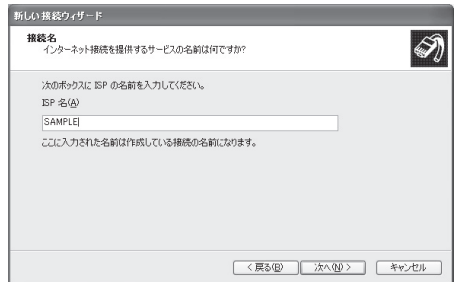 新しい接続ウィザード
接続名
インターネット接続を提供するサービスの名前は何ですか?
次のボックスに ISP の名前を入力してください。
ISP 名(A)
SAMPLE
ここに入力された名前は作成している接続の名前になります。
< 戻る(B) 次へ(N) > キャンセル